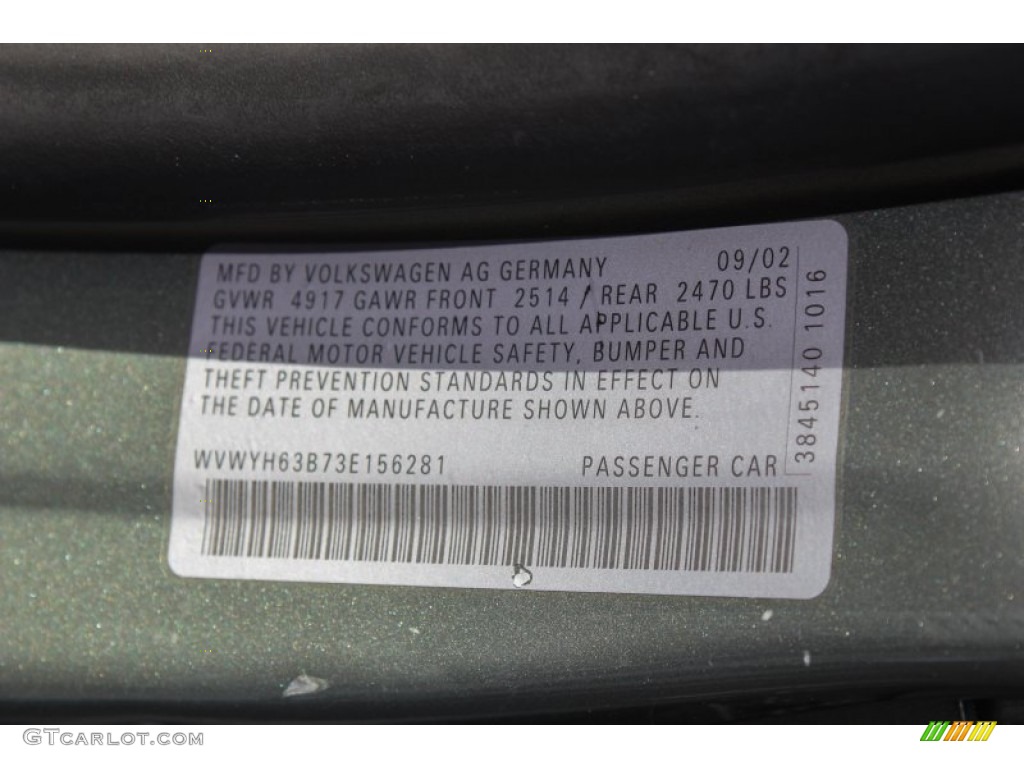 MFD BY VOLKSWAGEN AG GERMANY 09/02
GVWR 4917 GAWR FRONT 2514 / REAR 2470 LBS
THIS VEHICLE CONFORMS TO ALL APPLICABLE U.S.
FEDERAL MOTOR VEHICLE SAFETY, BUMPER AND
THEFT PREVENTION STANDARDS IN EFFECT ON
THE DATE OF MANUFACTURE SHOWN ABOVE.
WVWYH63B73E156281 PASSENGER CAR
3845140 1016
GTcarlot.com